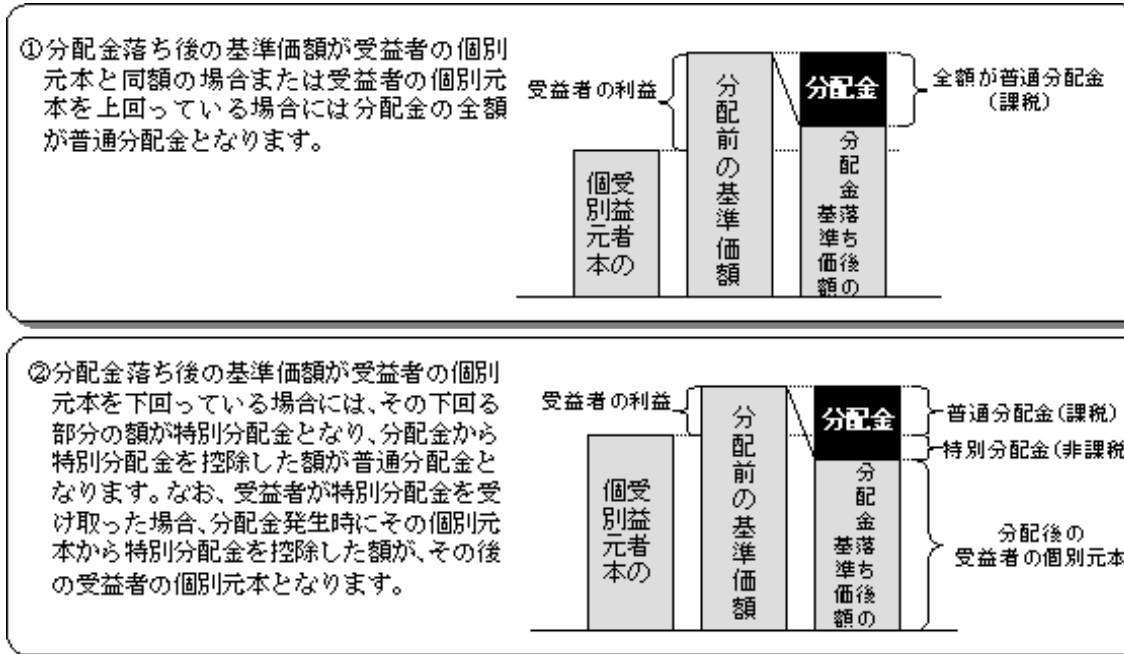 ①分配金落ち後の基準価額が受益者の個別
元本と同額の場合または受益者の個別元
本を上回っている場合には分配金の全額
が普通分配金となります。
受益者の利益
受益者の
個別元本
分配前の基準価額
分配金
分配金落ち後の
基準価額
全額が普通分配金
(課税)
②分配金落ち後の基準価額が受益者の個別
元本を下回っている場合には、その下回る
部分の額が特別分配金となり、分配金から
特別分配金を控除した額が普通分配金と
なります。なお、受益者が特別分配金を受
け取った場合、分配金発生時にその個別元
本から特別分配金を控除した額が、その後
の受益者の個別元本となります。
受益者の利益
受益者の
個別元本
分配前の基準価額
分配金
分配金落ち後の
基準価額
普通分配金(課税)
特別分配金(非課税
分配後の
受益者の個別元本